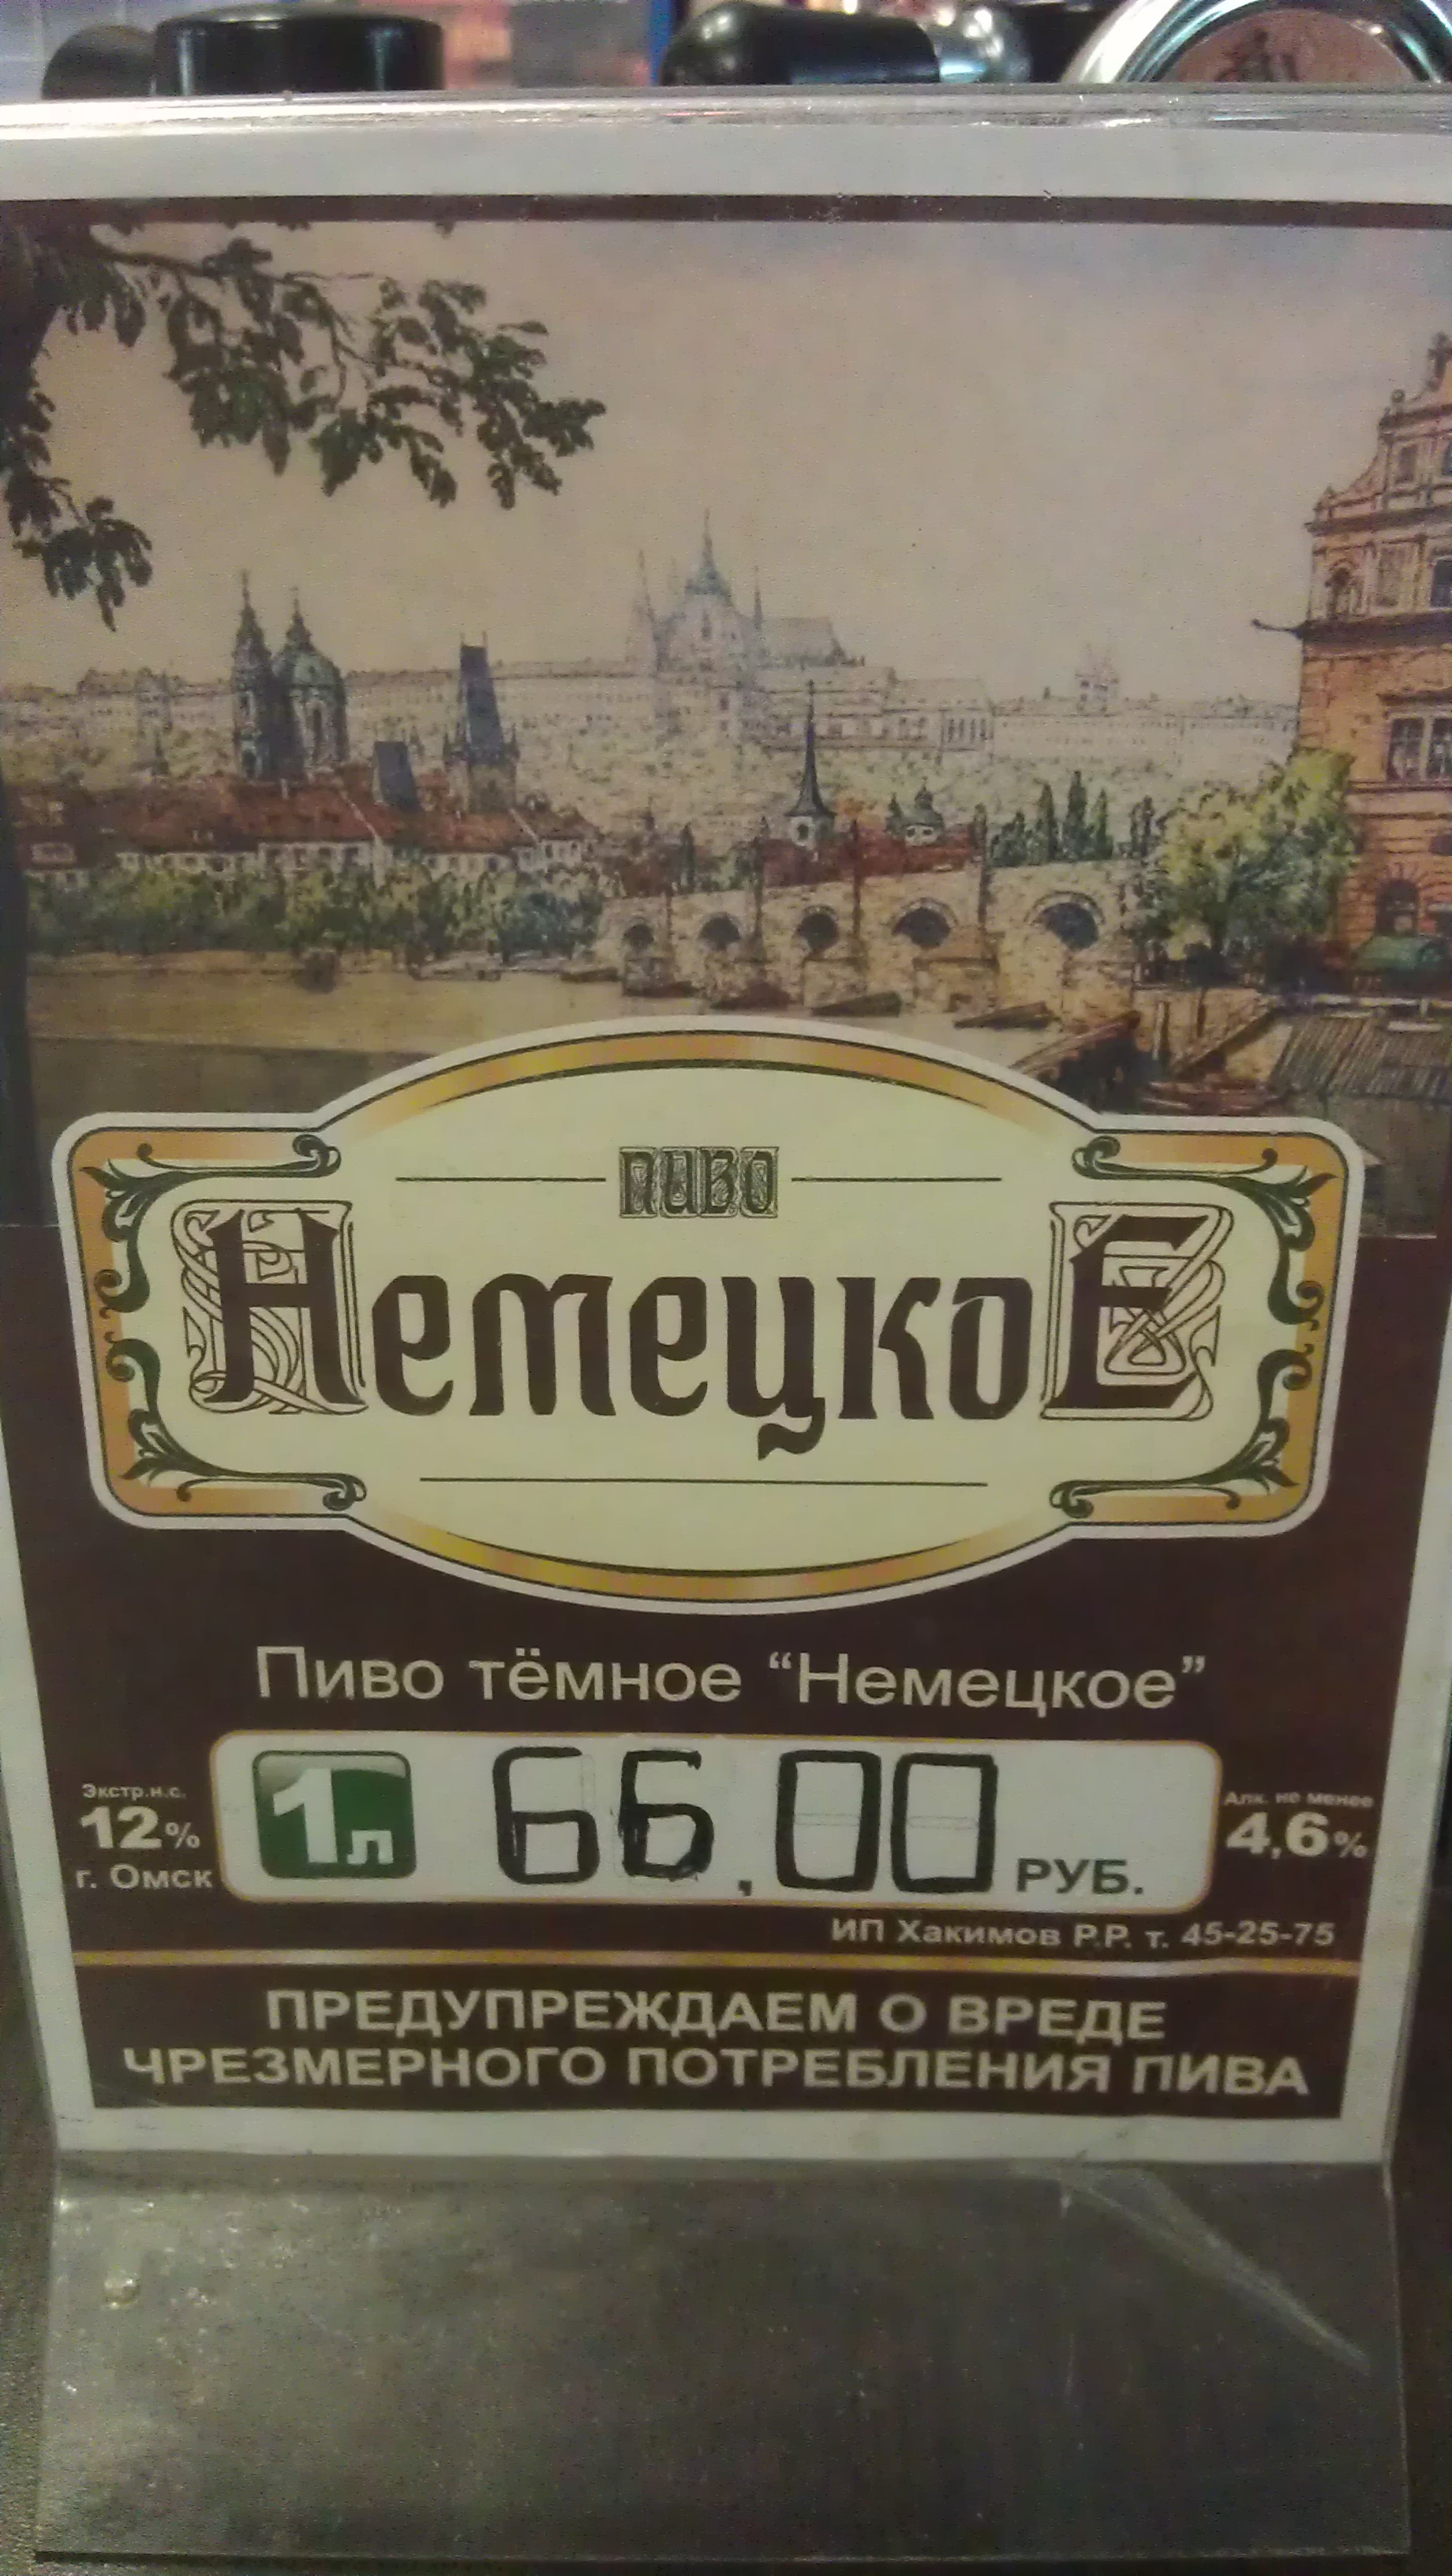 пиво
Немецкое
Пиво тёмное “Немецкое”
Экстр.н.с.
12%
г. Омск
1л 66,00 РУБ.
Алк. не менее
4,6%
ИП Хакимов Р.Р. т. 45-25-75
ПРЕДУПРЕЖДАЕМ О ВРЕДЕ
ЧРЕЗМЕРНОГО ПОТРЕБЛЕНИЯ ПИВА